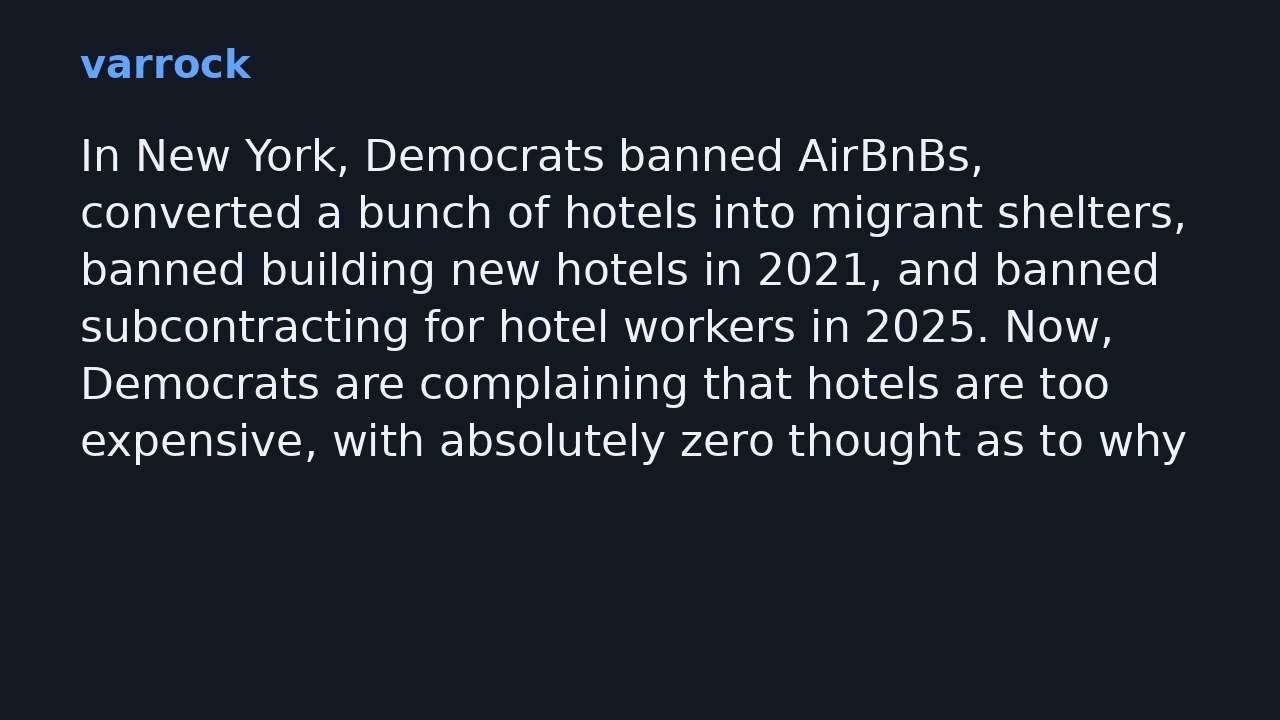 varrock
In New York, Democrats banned AirBnBs,
converted a bunch of hotels into migrant shelters,
banned building new hotels in 2021, and banned
subcontracting for hotel workers in 2025. Now,
Democrats are complaining that hotels are too
expensive, with absolutely zero thought as to why